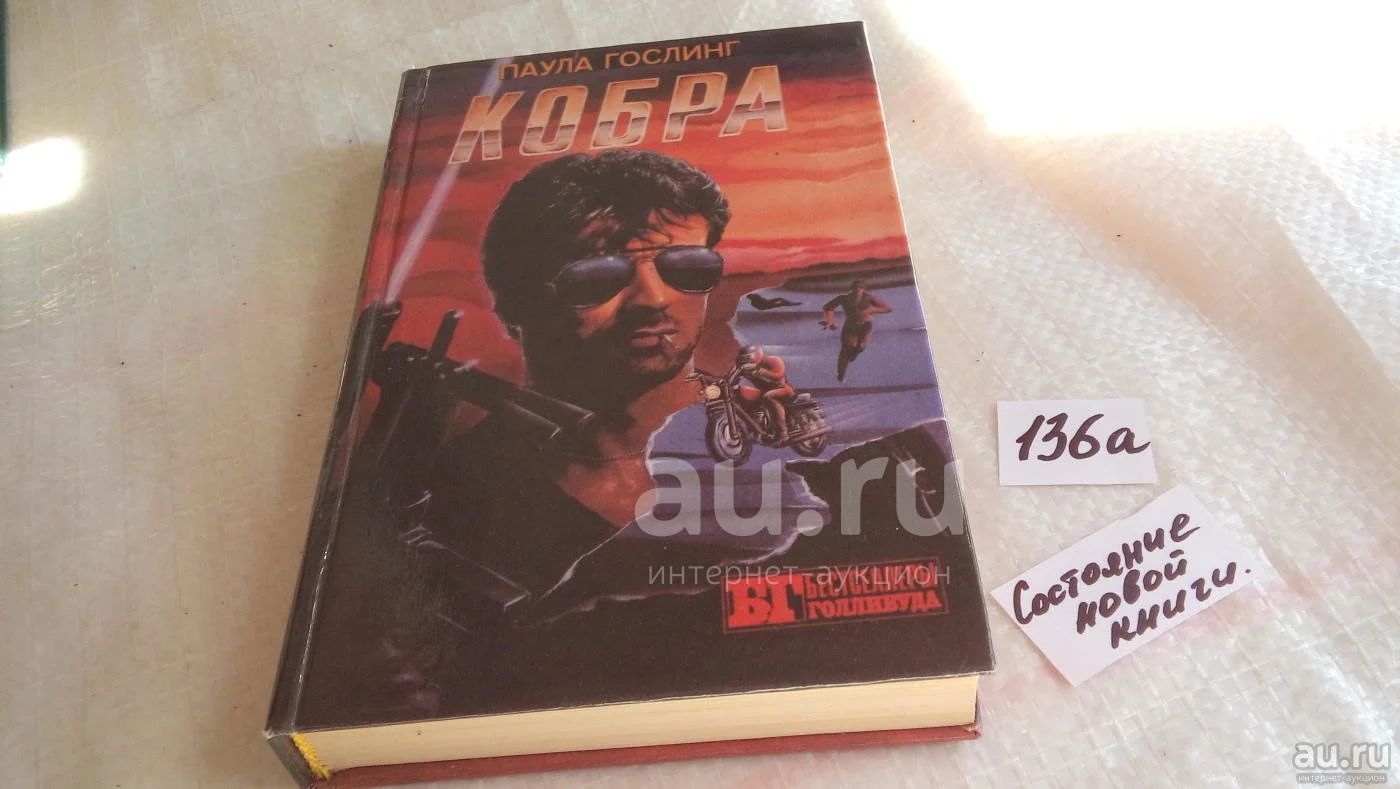 ПАУЛА ГОСЛИНГ
КОБРА
136а
Состояние
новой
книги.
au.ru
интернет-аукцион
БГ
БЕСТСЕЛЛЕРЫ
ГОЛЛИВУДА
au.ru
интернет-аукцион